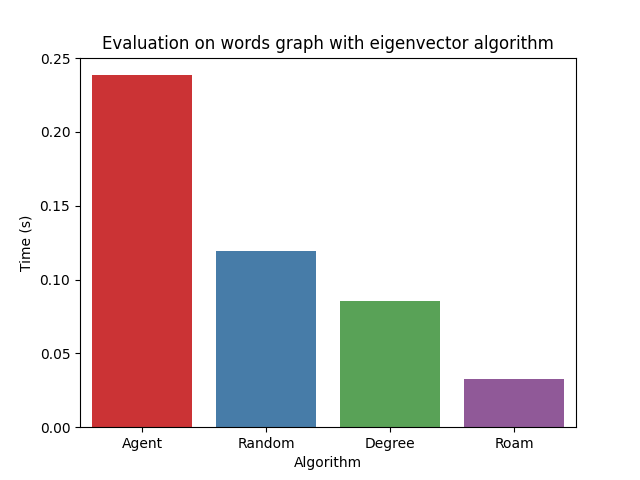 Evaluation on words graph with eigenvector algorithm
0.25
0.20
0.15
0.10
0.05
0.00
Time (s)
Agent Random Degree Roam
Algorithm